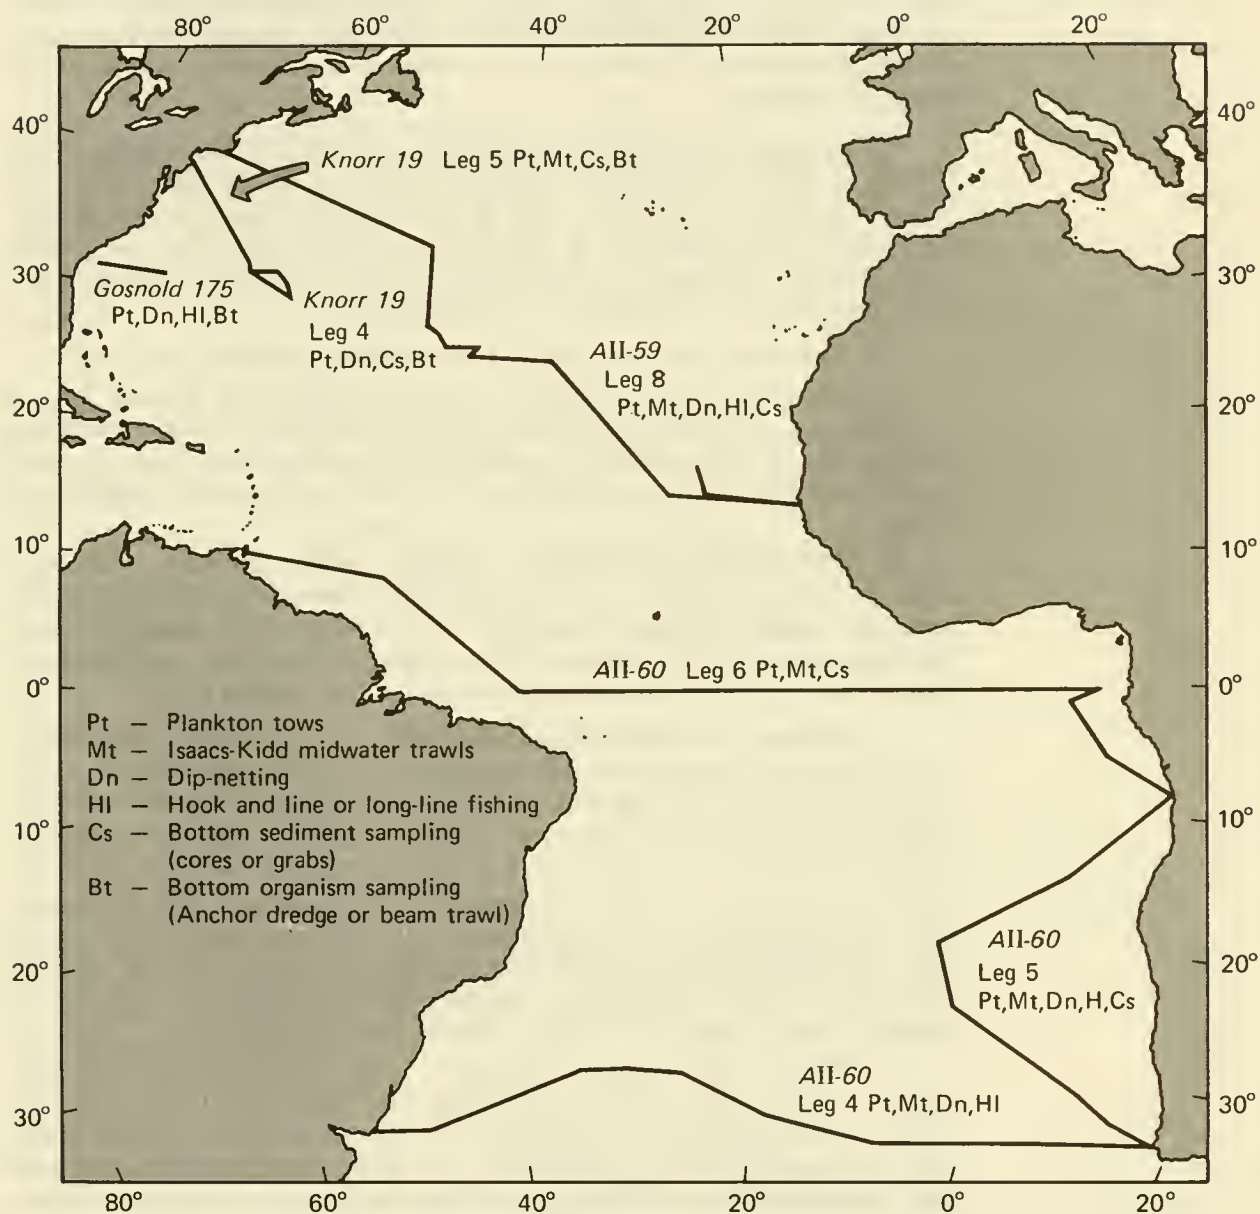 80° 60° 40° 20° 0° 20°
40° 40°
Knorr 19 Leg 5 Pt,Mt,Cs,Bt
30° 30°
Gosnold 175
Pt,Dn,Hl,Bt
Knorr 19
Leg 4
Pt,Dn,Cs,Bt
AII-59
Leg 8
Pt,Mt,Dn,Hl,Cs
20° 20°
10° 10°
AII-60 Leg 6 Pt,Mt,Cs
0° 0°
Pt — Plankton tows
Mt — Isaacs-Kidd midwater trawls
Dn — Dip-netting
Hl — Hook and line or long-line fishing
Cs — Bottom sediment sampling
(cores or grabs)
Bt — Bottom organism sampling
(Anchor dredge or beam trawl)
10° 10°
AII-60
Leg 5
Pt,Mt,Dn,H,Cs
20° 20°
AII-60
Leg 4 Pt,Mt,Dn,Hl
30° 30°
80° 60° 40° 20° 0° 20°